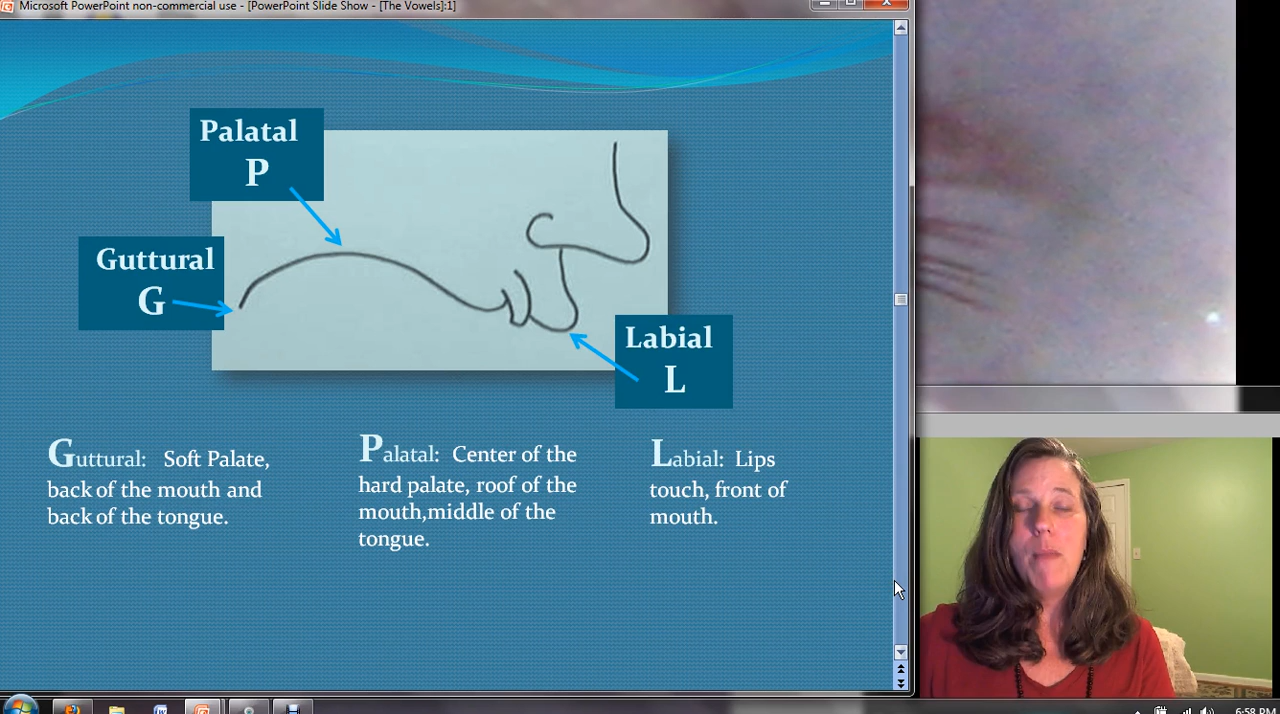 Microsoft PowerPoint non-commercial use - [PowerPoint Slide Show - [The Vowels]:1]
Palatal
P
Guttural
G
Labial
L
Guttural: Soft Palate,
back of the mouth and
back of the tongue.
Palatal: Center of the
hard palate, roof of the
mouth,middle of the
tongue.
Labial: Lips
touch, front of
mouth.
6:58 PM